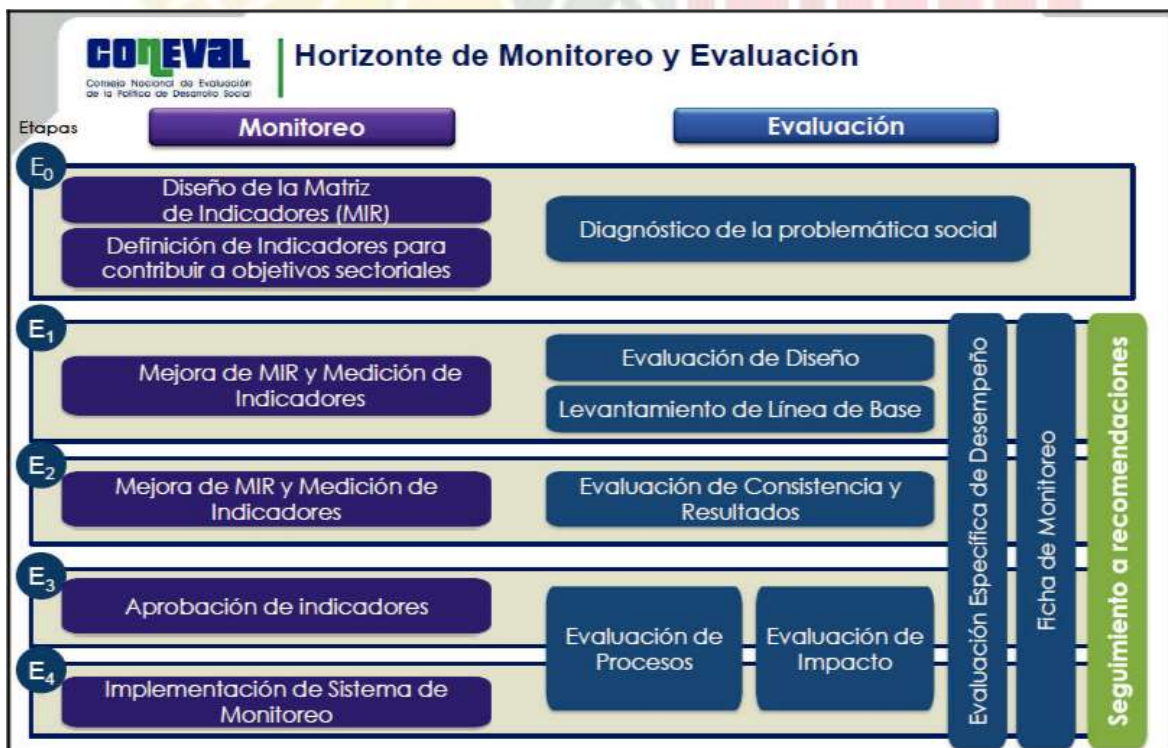 CONEVAL
Consejo Nacional de Evaluación
de la Política de Desarrollo Social
Horizonte de Monitoreo y Evaluación
Etapas
Monitoreo
Evaluación
E0
Diseño de la Matriz
de Indicadores (MIR)
Definición de Indicadores para
contribuir a objetivos sectoriales
Diagnóstico de la problemática social
E1
Mejora de MIR y Medición de
Indicadores
Evaluación de Diseño
Levantamiento de Línea de Base
E2
Mejora de MIR y Medición de
Indicadores
Evaluación de Consistencia y
Resultados
E3
Aprobación de indicadores
Evaluación de
Procesos
Evaluación de
Impacto
E4
Implementación de Sistema de
Monitoreo
Evaluación Específica de Desempeño
Ficha de Monitoreo
Seguimiento a recomendaciones